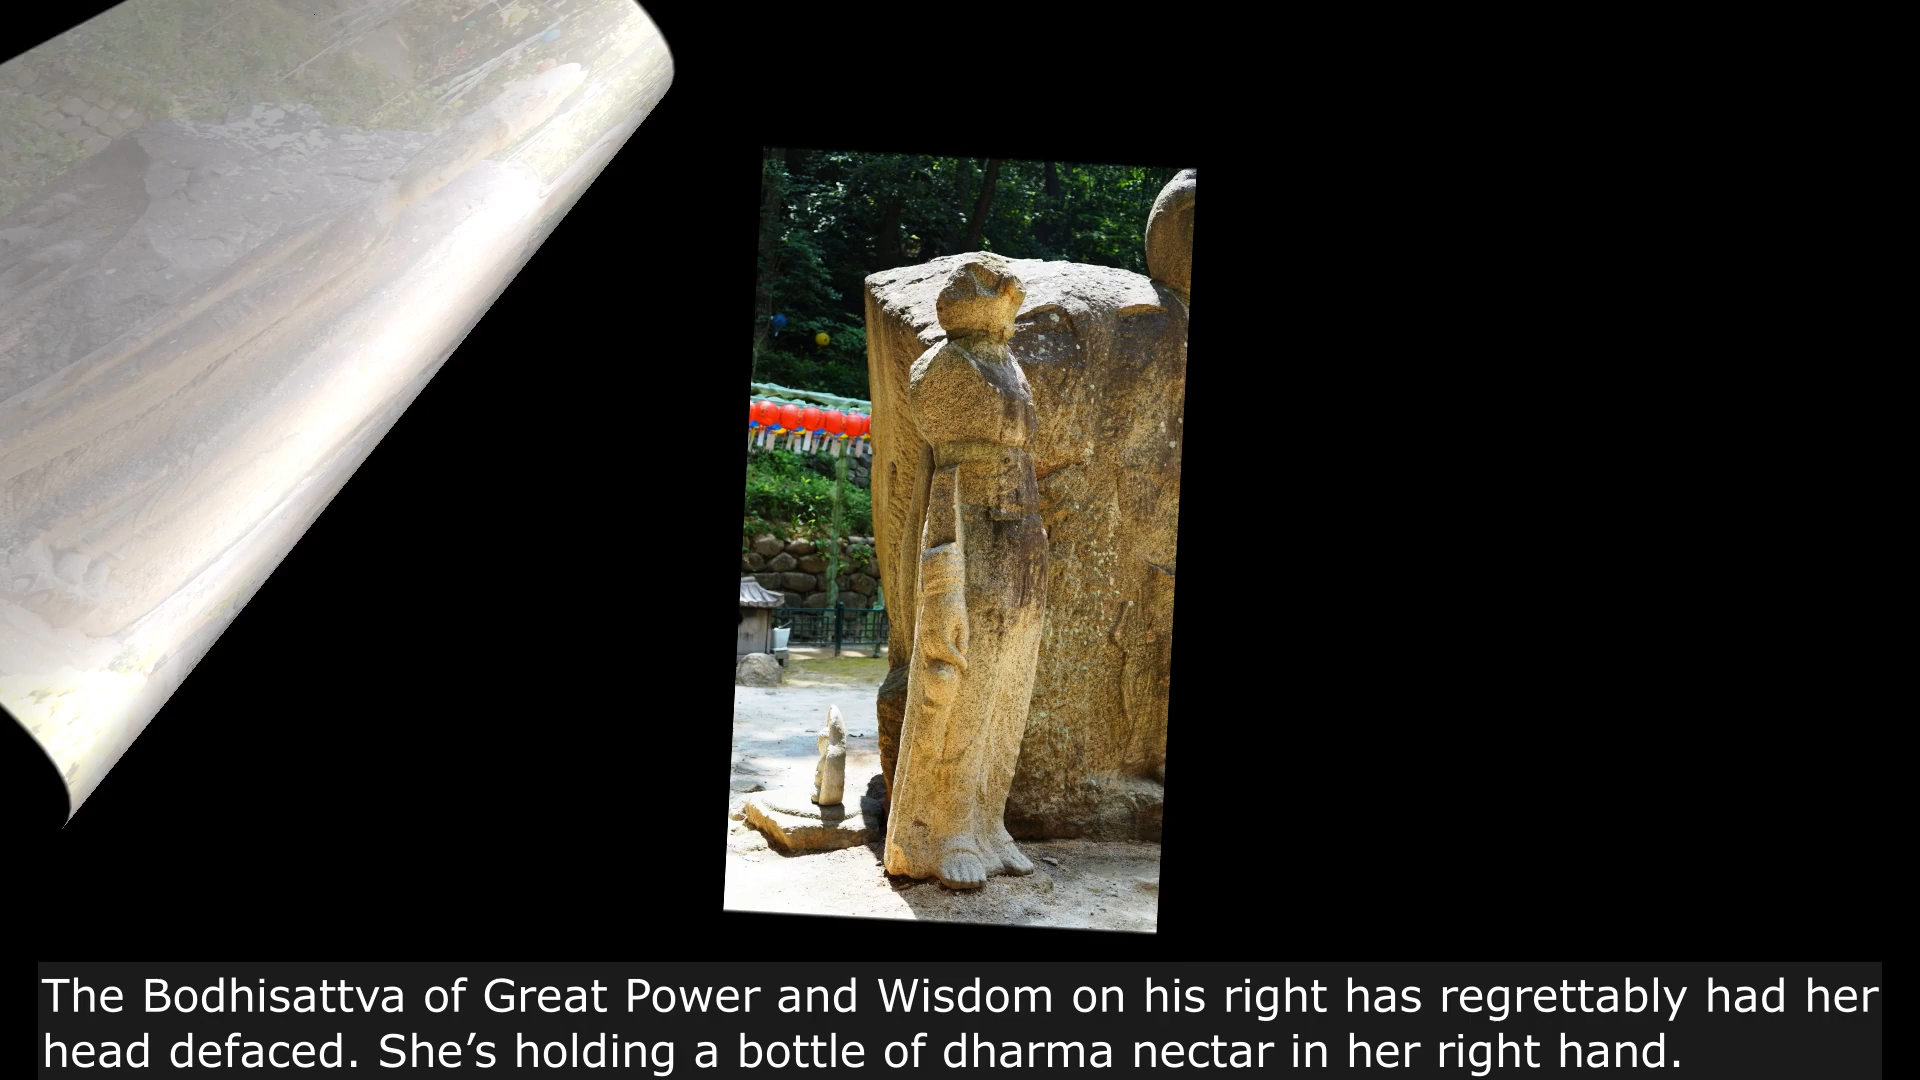 The Bodhisattva of Great Power and Wisdom on his right has regrettably had her
head defaced. She’s holding a bottle of dharma nectar in her right hand.